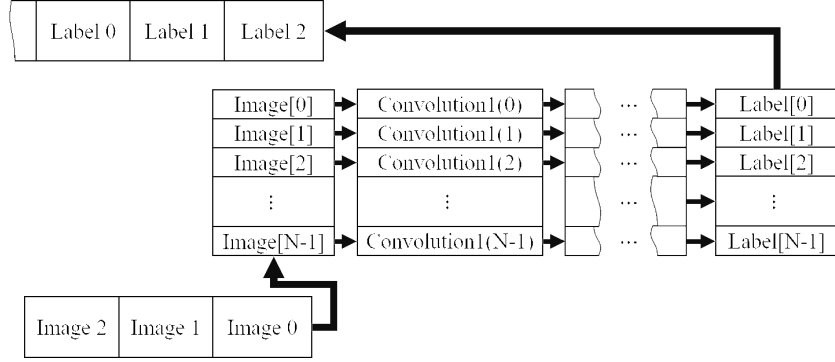 Label 0 Label 1 Label 2
Image[0] Convolution1(0) ... Label[0]
Image[1] Convolution1(1) Label[1]
Image[2] Convolution1(2) ... Label[2]
⋮ ⋮ ... ⋮
Image[N-1] Convolution1(N-1) ... Label[N-1]
Image 2 Image 1 Image 0